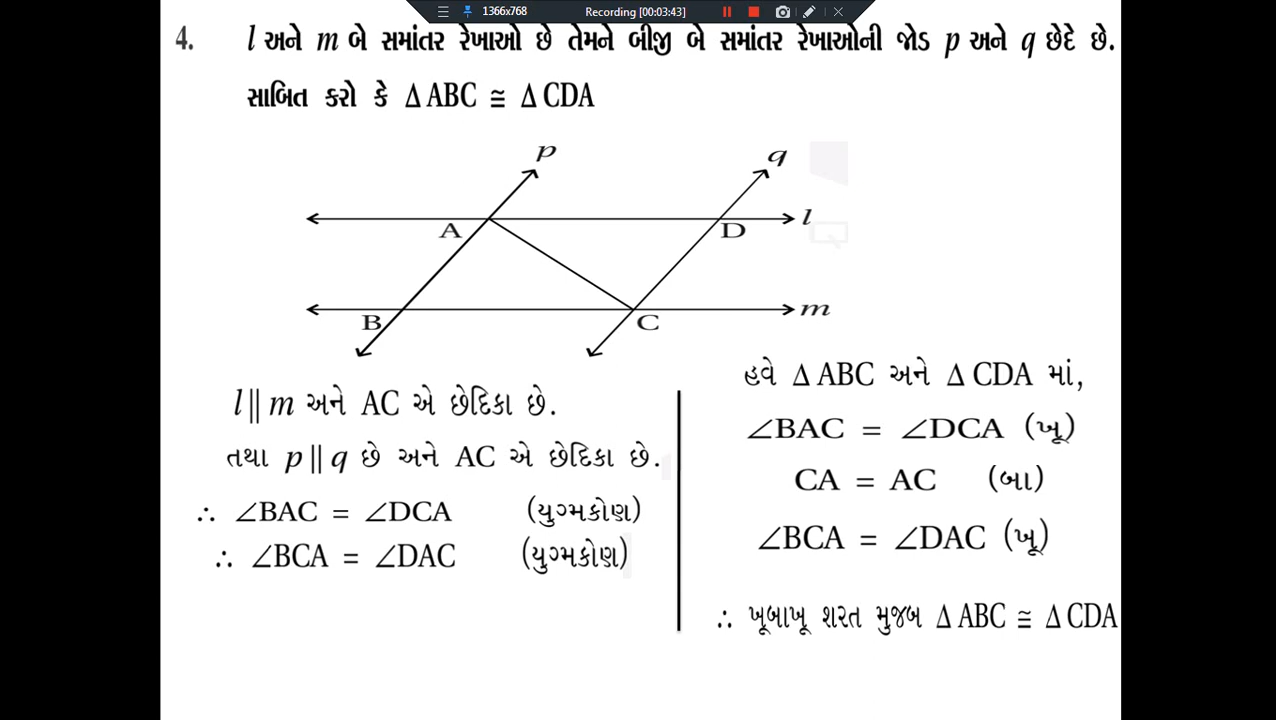 1366x768
Recording [00:03:43]
4. l અને m બે સમાંતર રેખાઓ છે તેમને બીજી બે સમાંતર રેખાઓની જોડ p અને q છેદે છે.
સાબિત કરો કે Δ ABC ≅ Δ CDA
p
q
A
D
l
B
C
m
l || m અને AC એ છેદિકા છે.
તથા p || q છે અને AC એ છેદિકા છે.
∴ ∠BAC = ∠DCA (યુગ્મકોણ)
∴ ∠BCA = ∠DAC (યુગ્મકોણ)
હવે Δ ABC અને Δ CDA માં,
∠BAC = ∠DCA (ખૂ)
CA = AC (બા)
∠BCA = ∠DAC (ખૂ)
∴ ખૂબાખૂ શરત મુજબ Δ ABC ≅ Δ CDA